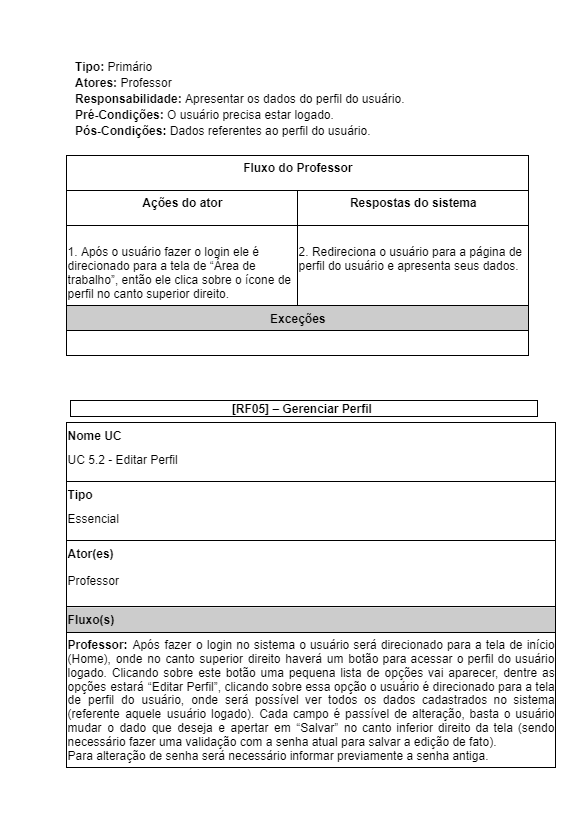 Tipo: Primário
Atores: Professor
Responsabilidade: Apresentar os dados do perfil do usuário.
Pré-Condições: O usuário precisa estar logado.
Pós-Condições: Dados referentes ao perfil do usuário.
Fluxo do Professor
Ações do ator
Respostas do sistema
1. Após o usuário fazer o login ele é
direcionado para a tela de “Área de
trabalho”, então ele clica sobre o ícone de
perfil no canto superior direito.
2. Redireciona o usuário para a página de
perfil do usuário e apresenta seus dados.
Exceções
[RF05] – Gerenciar Perfil
Nome UC
UC 5.2 - Editar Perfil
Tipo
Essencial
Ator(es)
Professor
Fluxo(s)
Professor: Após fazer o login no sistema o usuário será direcionado para a tela de início
(Home), onde no canto superior direito haverá um botão para acessar o perfil do usuário
logado. Clicando sobre este botão uma pequena lista de opções vai aparecer, dentre as
opções estará “Editar Perfil”, clicando sobre essa opção o usuário é direcionado para a tela
de perfil do usuário, onde será possível ver todos os dados cadastrados no sistema
(referente aquele usuário logado). Cada campo é passível de alteração, basta o usuário
mudar o dado que deseja e apertar em “Salvar” no canto inferior direito da tela (sendo
necessário fazer uma validação com a senha atual para salvar a edição de fato).
Para alteração de senha será necessário informar previamente a senha antiga.